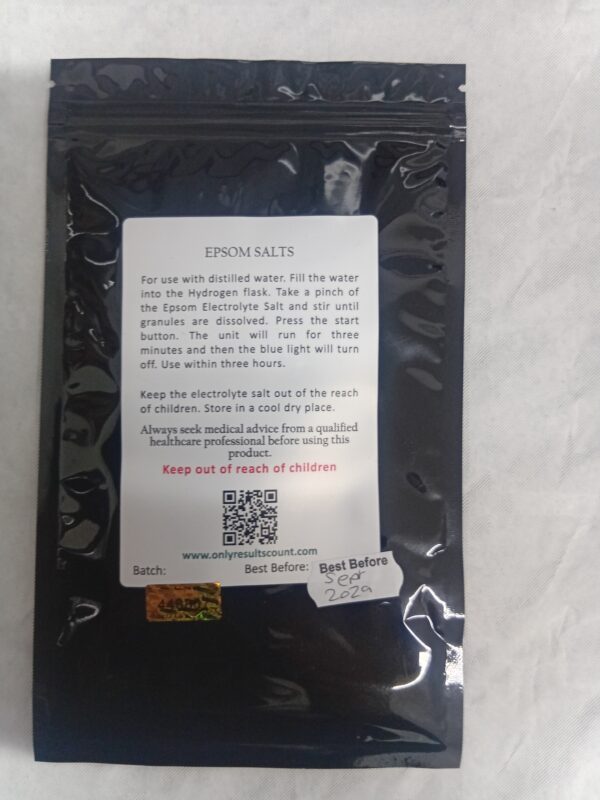 EPSOM SALTS
For use with distilled water. Fill the water
into the Hydrogen flask. Take a pinch of
the Epsom Electrolyte Salt and stir until
granules are dissolved. Press the start
button. The unit will run for three
minutes and then the blue light will turn
off. Use within three hours.
Keep the electrolyte salt out of the reach
of children. Store in a cool dry place.
Always seek medical advice from a qualified
healthcare professional before using this
product.
Keep out of reach of children
www.onlyresultscount.com
Batch:
Best Before:
Best Before
Sept
2029